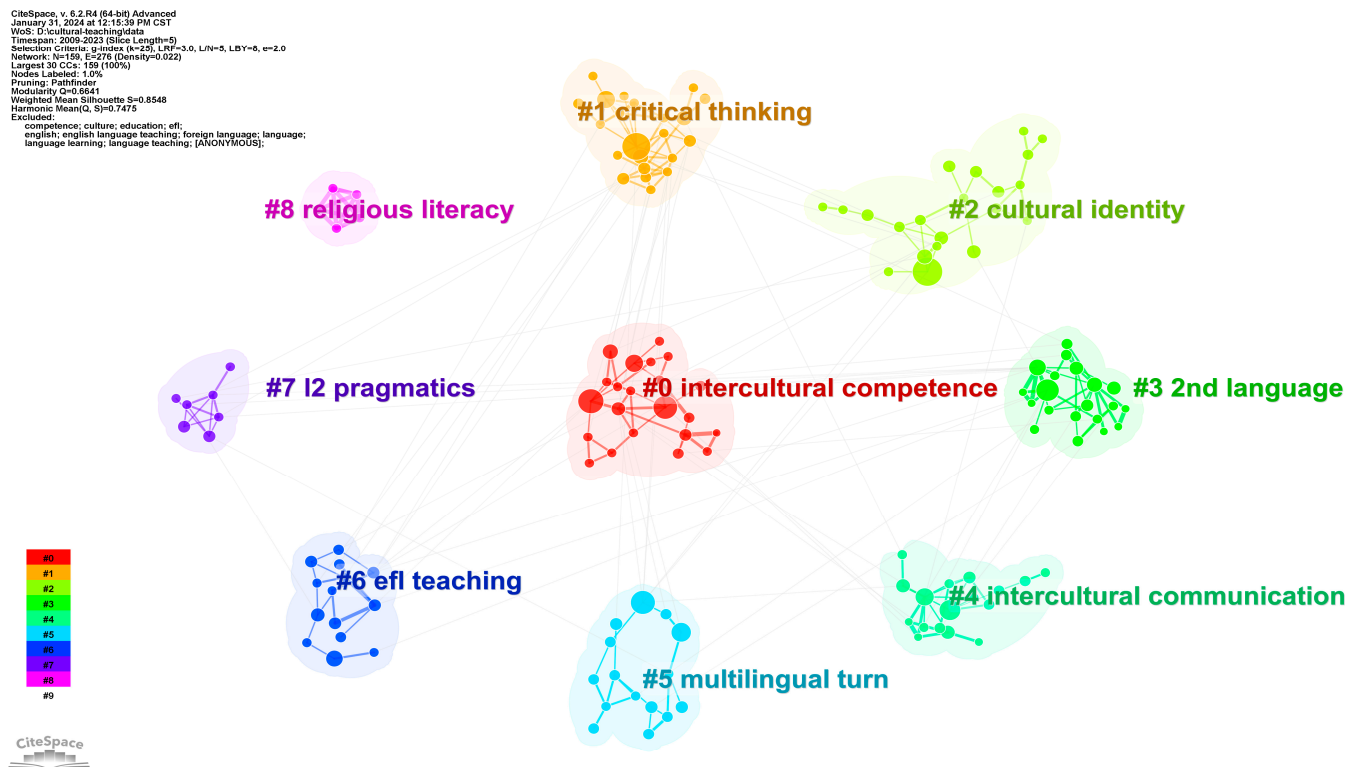 CiteSpace, v. 6.2.R4 (64-bit) Advanced
January 31, 2024 at 12:15:39 PM CST
WoS: D:\cultural-teaching\data
Timespan: 2009-2023 (Slice Length=5)
Selection Criteria: g-index (k=25), LRF=3.0, L/N=5, LBY=8, e=2.0
Network: N=159, E=276 (Density=0.022)
Largest 30 CCs: 159 (100%)
Nodes Labeled: 1.0%
Pruning: Pathfinder
Modularity Q=0.6641
Weighted Mean Silhouette S=0.8548
Harmonic Mean(Q, S)=0.7475
Excluded:
competence; culture; education; efl;
english; english language teaching; foreign language; language;
language learning; language teaching; [ANONYMOUS];
#1 critical thinking
#8 religious literacy
#2 cultural identity
#7 l2 pragmatics
#0 intercultural competence
#3 2nd language
#6 efl teaching
#4 intercultural communication
#5 multilingual turn
#0
#1
#2
#3
#4
#5
#6
#7
#8
#9
CiteSpace